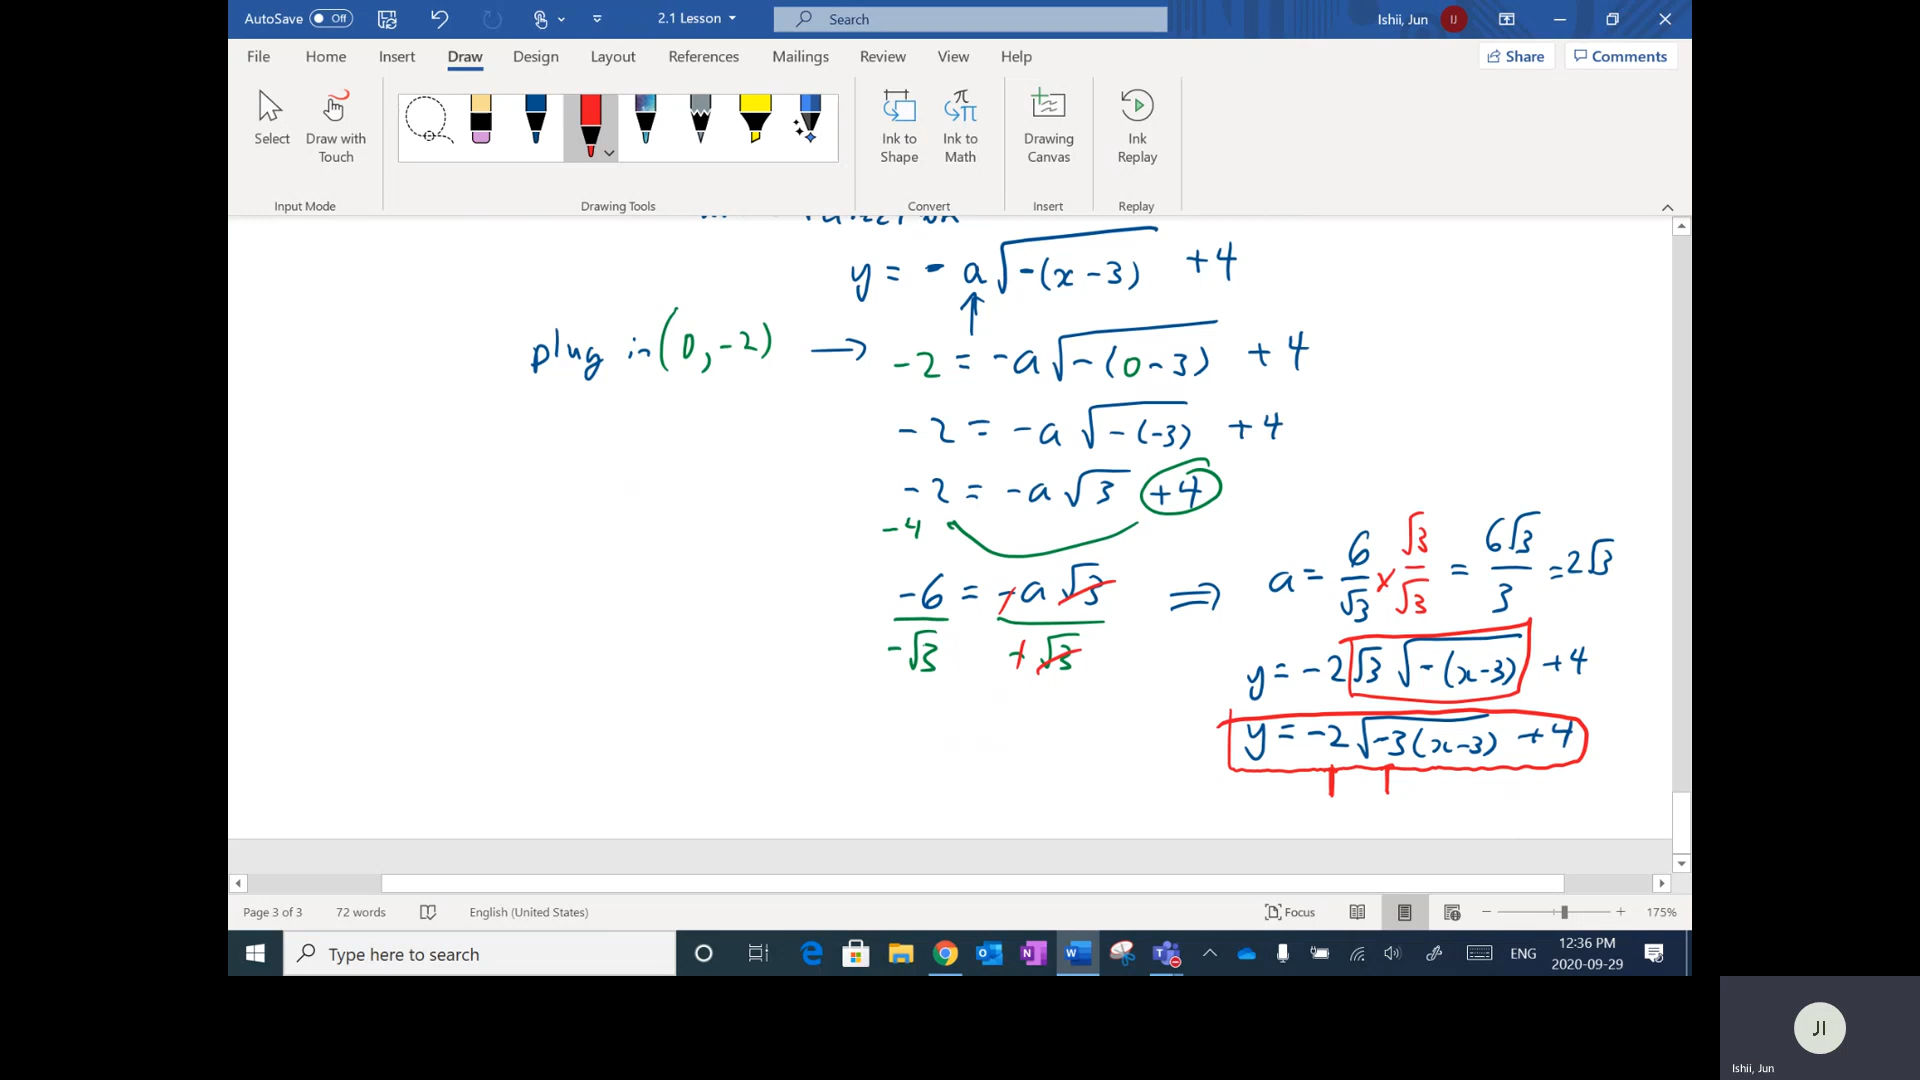 AutoSave Off 2.1 Lesson Search Ishii, Jun IJ
File Home Insert Draw Design Layout References Mailings Review View Help Share Comments
Select Draw with Touch Ink to Shape Ink to Math Drawing Canvas Ink Replay
Input Mode Drawing Tools Convert Insert Replay
y = - a√-(x-3) +4
plug in (0, -2) → -2 = -a√-(0-3) +4
-2 = -a√-(-3) +4
-2 = -a√3 +4
-4
-6 = -a√3 ⇒ a = 6/√3 × √3/√3 = 6√3/3 = 2√3
-√3 -√3
y = -2√3 √-(x-3) +4
y = -2√-3(x-3) +4
Page 3 of 3 72 words English (United States) Focus 175%
Type here to search ENG 12:36 PM
2020-09-29
JI
Ishii, Jun